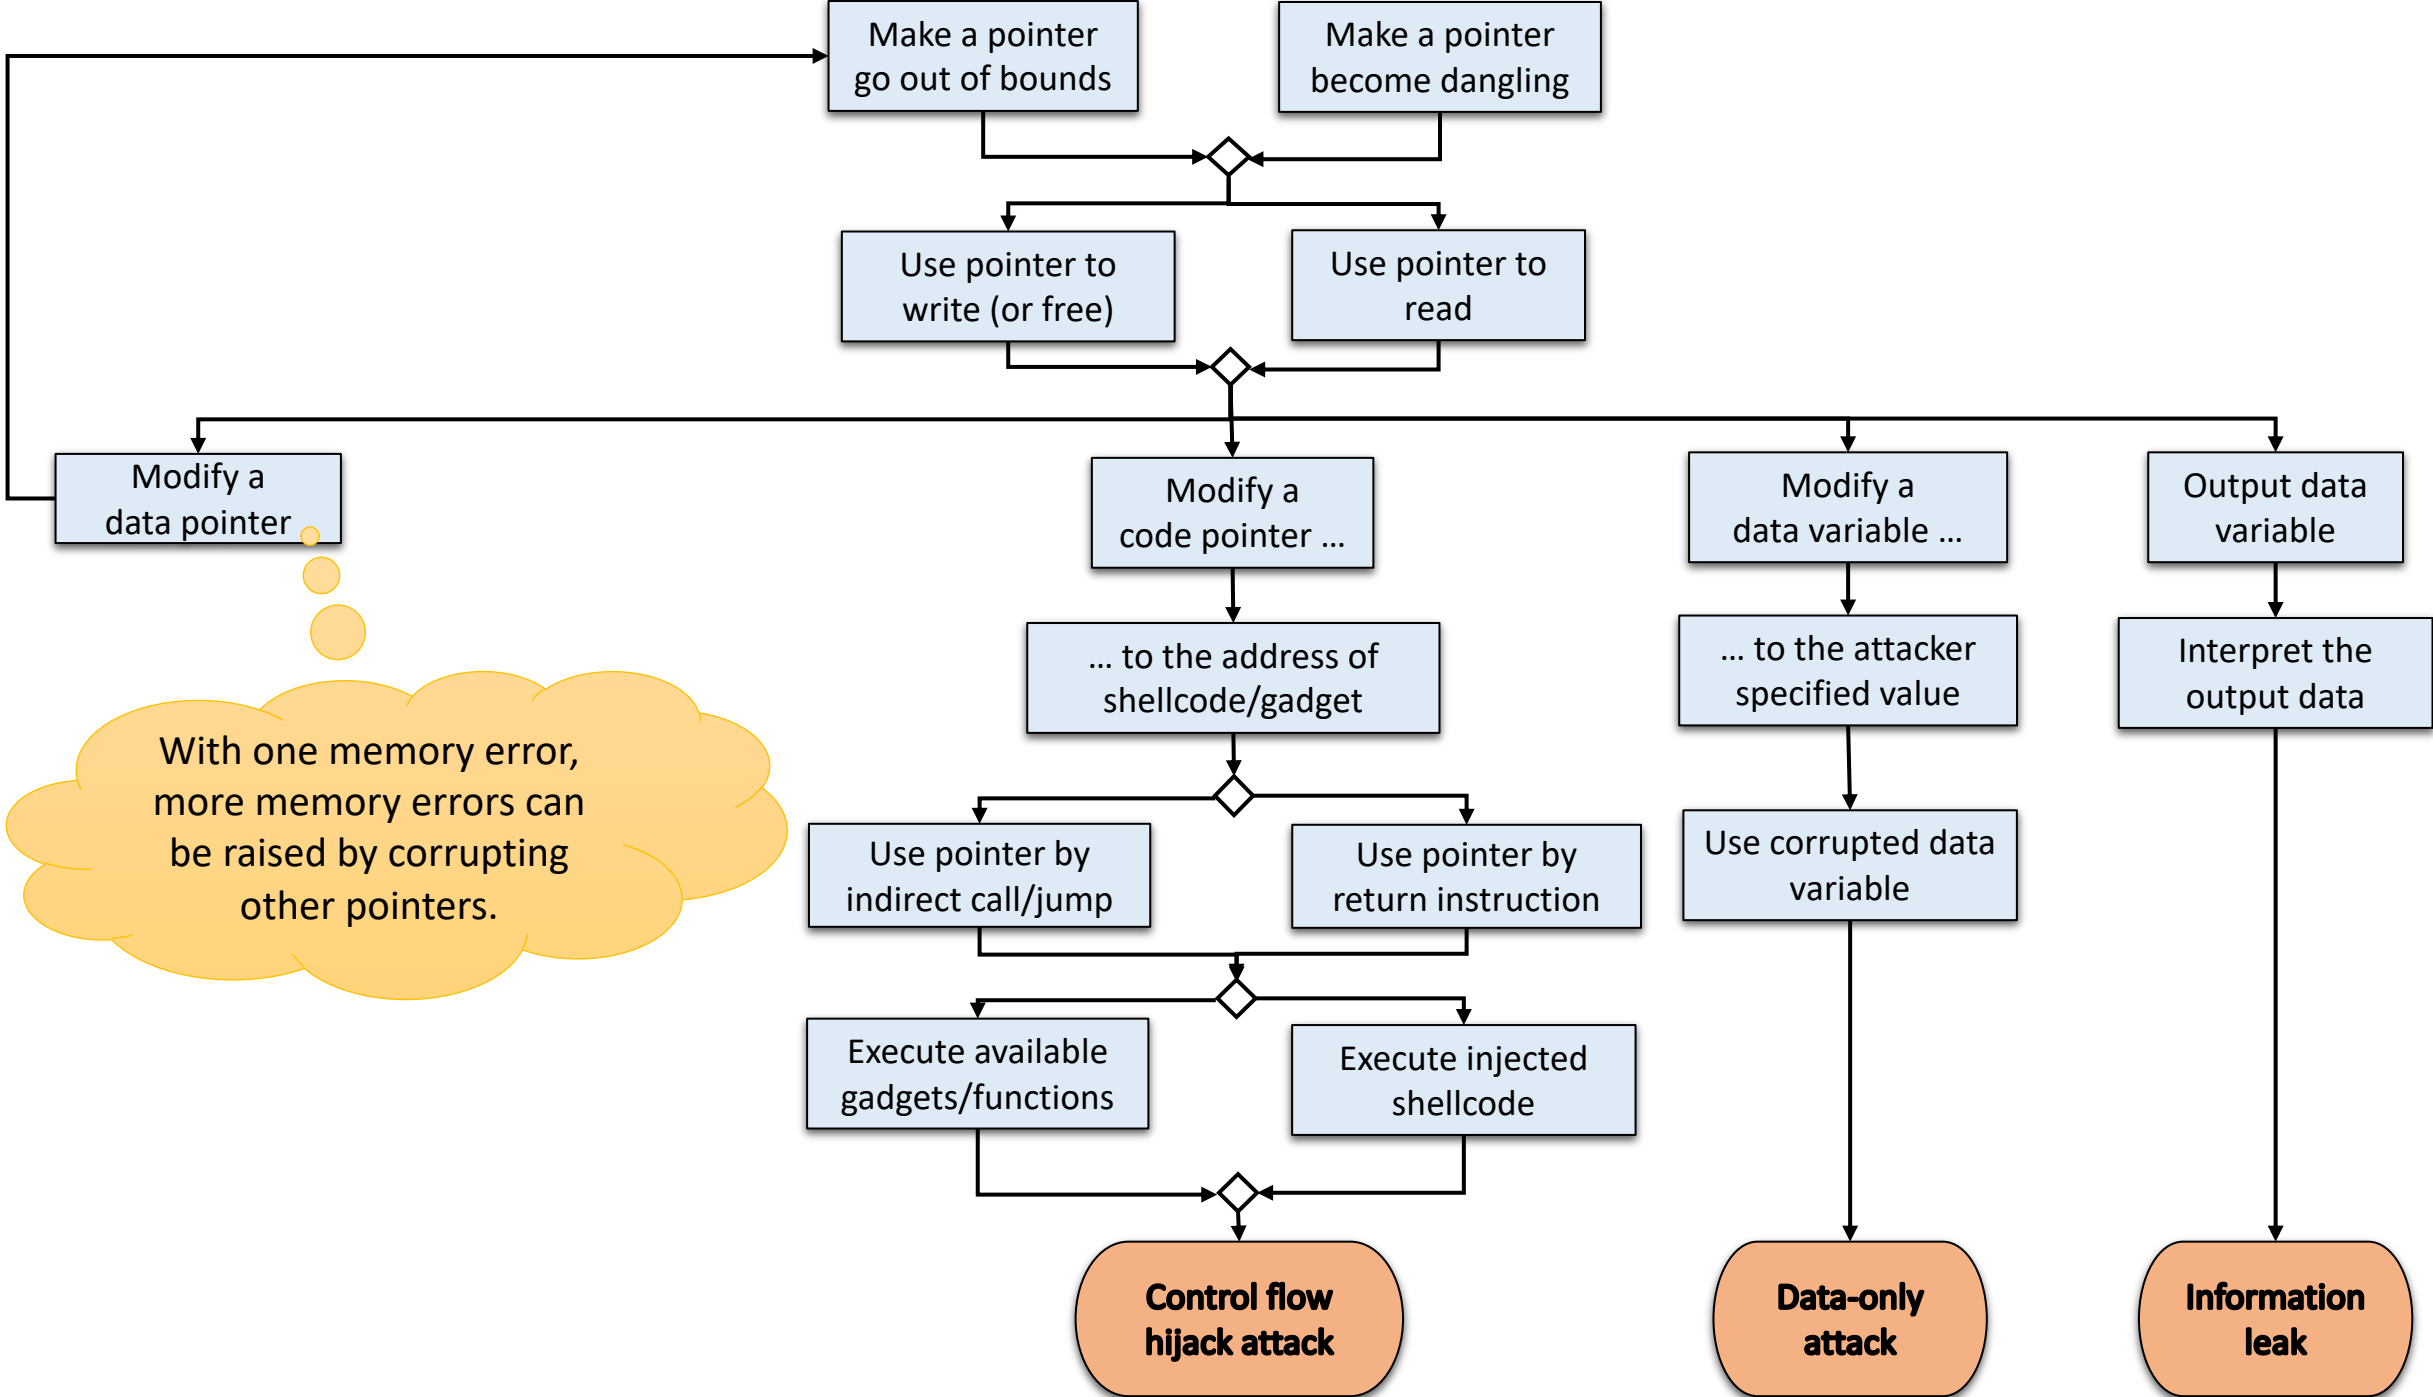 Make a pointer
go out of bounds
Make a pointer
become dangling
Use pointer to
write (or free)
Use pointer to
read
Modify a
data pointer
Modify a
code pointer ...
Modify a
data variable ...
Output data
variable
... to the address of
shellcode/gadget
... to the attacker
specified value
Interpret the
output data
With one memory error,
more memory errors can
be raised by corrupting
other pointers.
Use pointer by
indirect call/jump
Use pointer by
return instruction
Use corrupted data
variable
Execute available
gadgets/functions
Execute injected
shellcode
Control flow
hijack attack
Data-only
attack
Information
leak